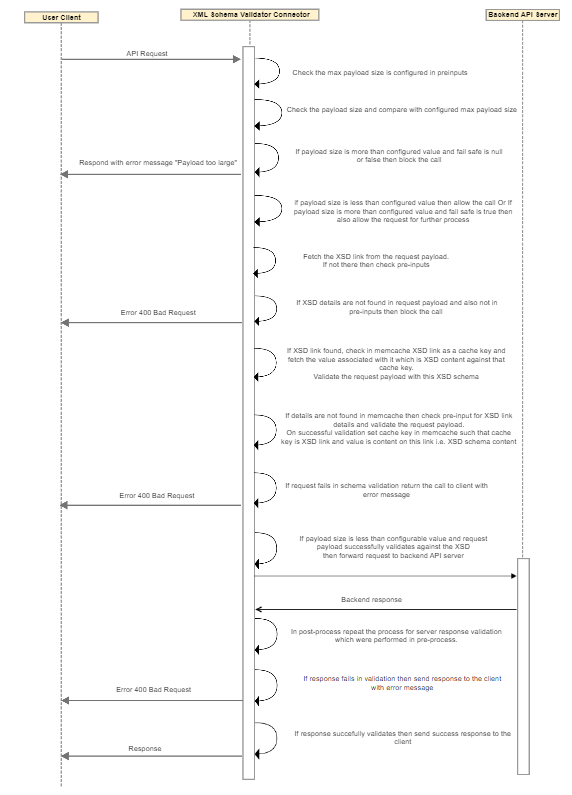 User Client
XML Schema Validator Connector
Backend API Server
API Request
Check the max payload size is configured in preinputs
Check the payload size and compare with configured max payload size
If payload size is more than configured value and fail safe is null
or false then block the call
Respond with error message "Payload too large"
If payload size is less than configured value then allow the call Or If
payload size is more than configured value and fail safe is true then
also allow the request for further process
Fetch the XSD link from the request payload.
If not there then check pre-inputs
If XSD details are not found in request payload and also not in
pre-inputs then block the call
Error 400 Bad Request
If XSD link found, check in memcache XSD link as a cache key and
fetch the value associated with it which is XSD content against that
cache key.
Validate the request payload with this XSD schema
If details are not found in memcache then check pre-input for XSD link
details and validate the request payload.
On successful validation set cache key in memcache such that cache
key is XSD link and value is content on this link i.e. XSD schema content
If request fails in schema validation return the call to client with
error message
Error 400 Bad Request
If payload size is less than configurable value and request
payload successfully validates against the XSD
then forward request to backend API server
Backend response
In post-process repeat the process for server response validation
which were performed in pre-process.
If response fails in validation then send response to the client
with error message
Error 400 Bad Request
If response succefully validates then send success response to the
client
Response